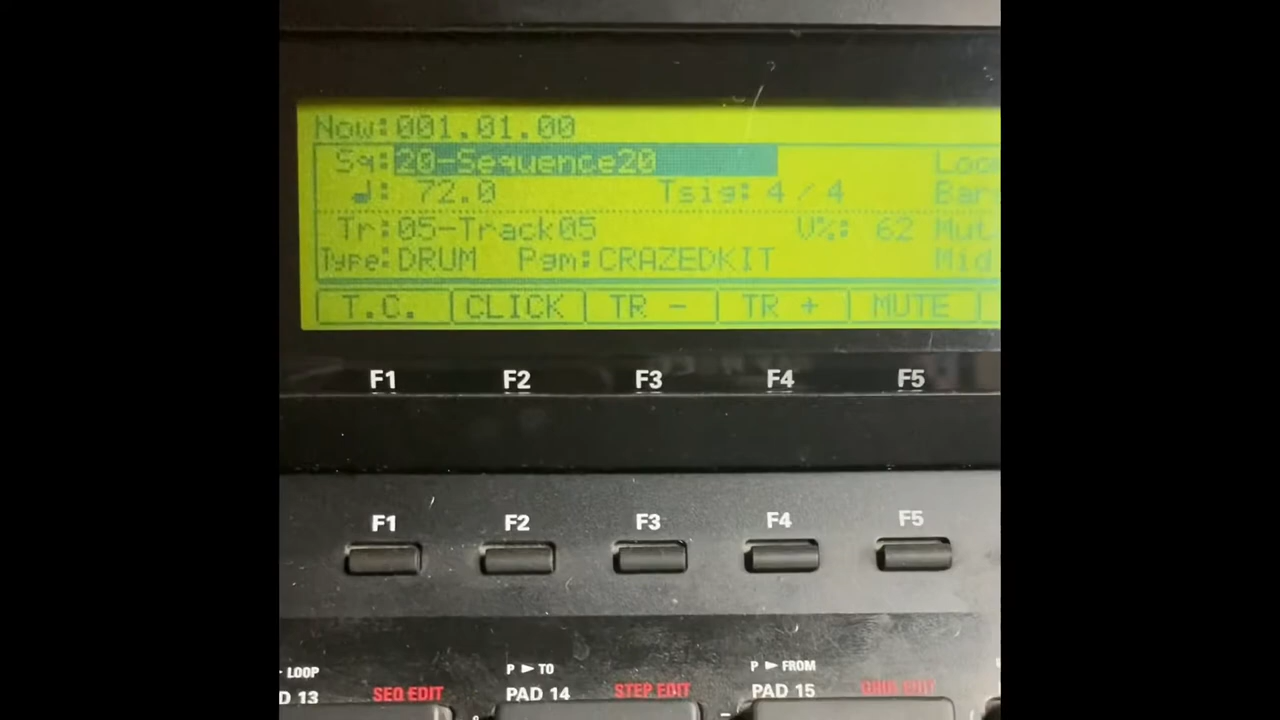 Now:001.01.00
Sq:20-Sequence20
♩: 72.0 Tsig: 4/4
Tr:05-Track05 V%: 62
Type:DRUM Pgm:CRAZEDKIT
T.C. CLICK TR - TR + MUTE
F1 F2 F3 F4 F5
F1 F2 F3 F4 F5
LOOP P ► TO P ► FROM
PAD 14 PAD 15
SEQ EDIT STEP EDIT